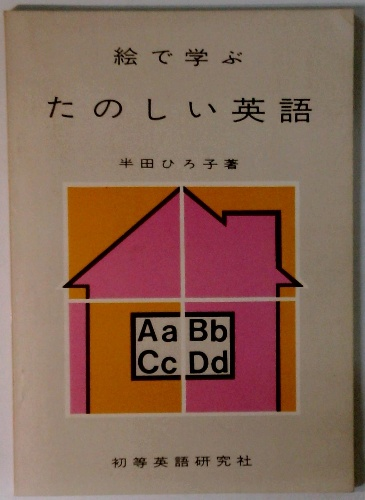 絵で学ぶ
たのしい英語
半田ひろ子著
Aa Bb
Cc Dd
初等英語研究社